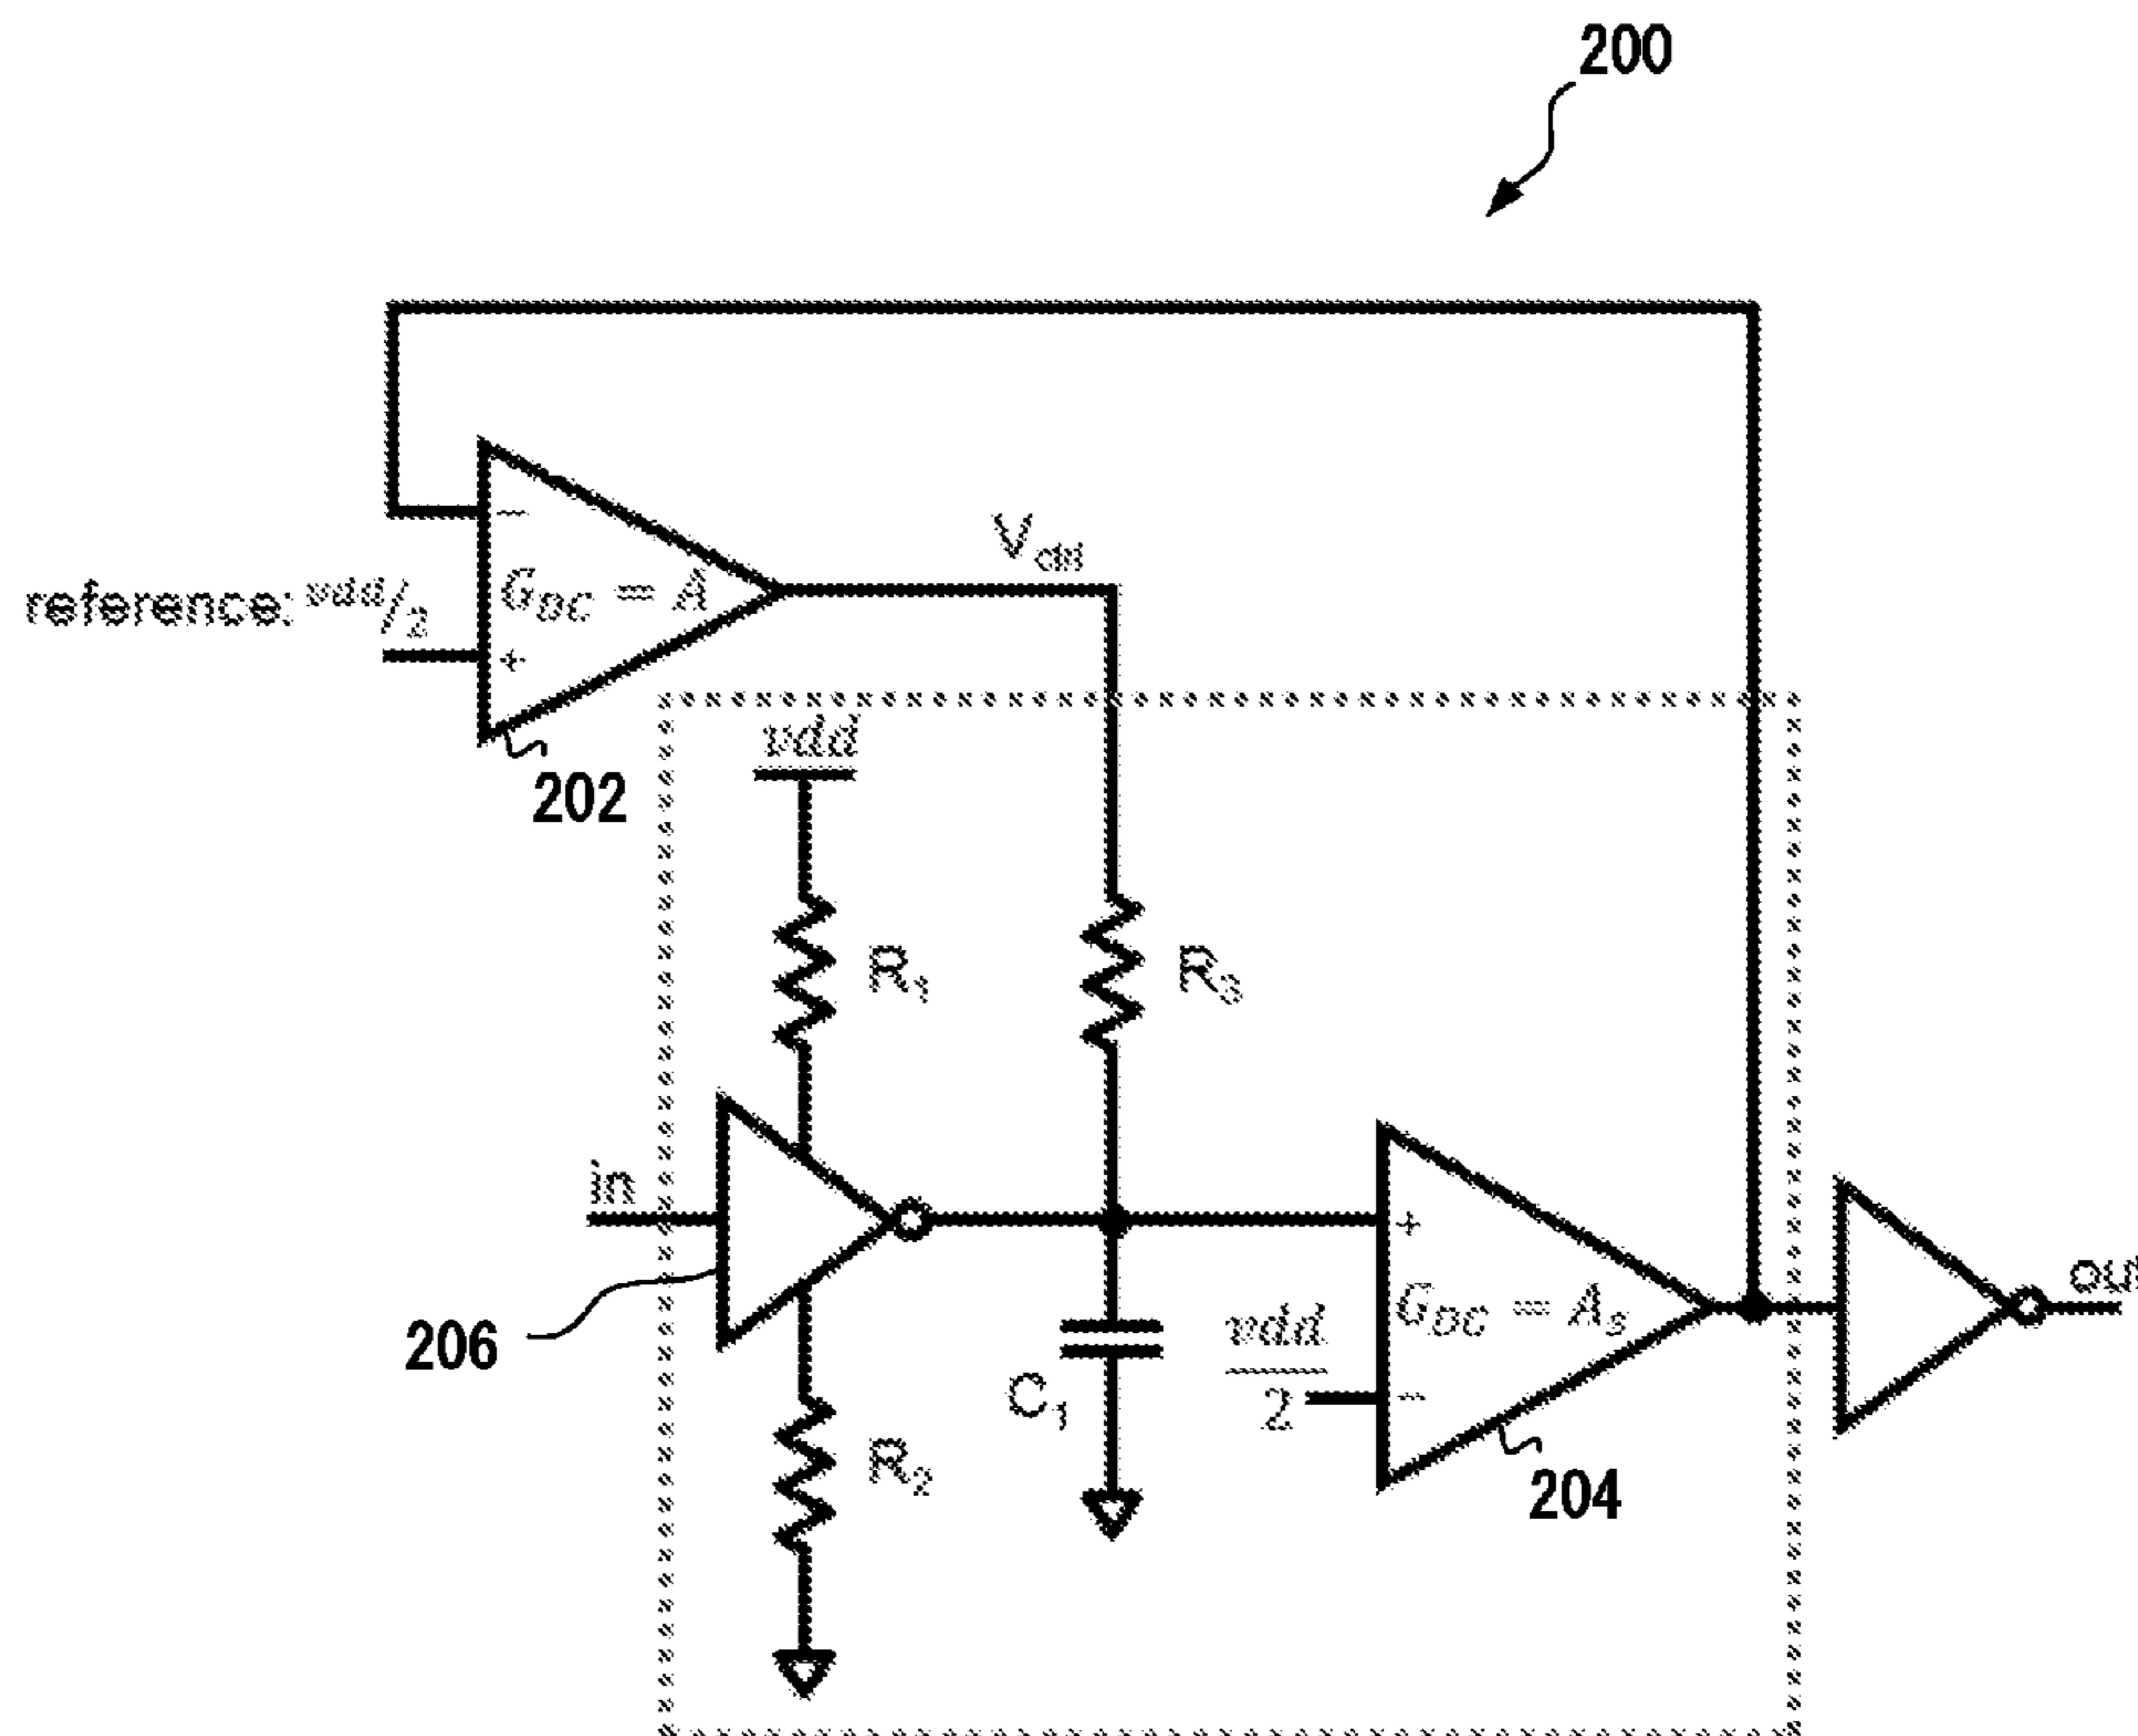 200
−
V_ctrl
reference: vdd/2
G_DC = A
+
vdd
202
R1
R3
in
+
206
vdd
2
G_DC = A_S
out
C1
−
R2
204